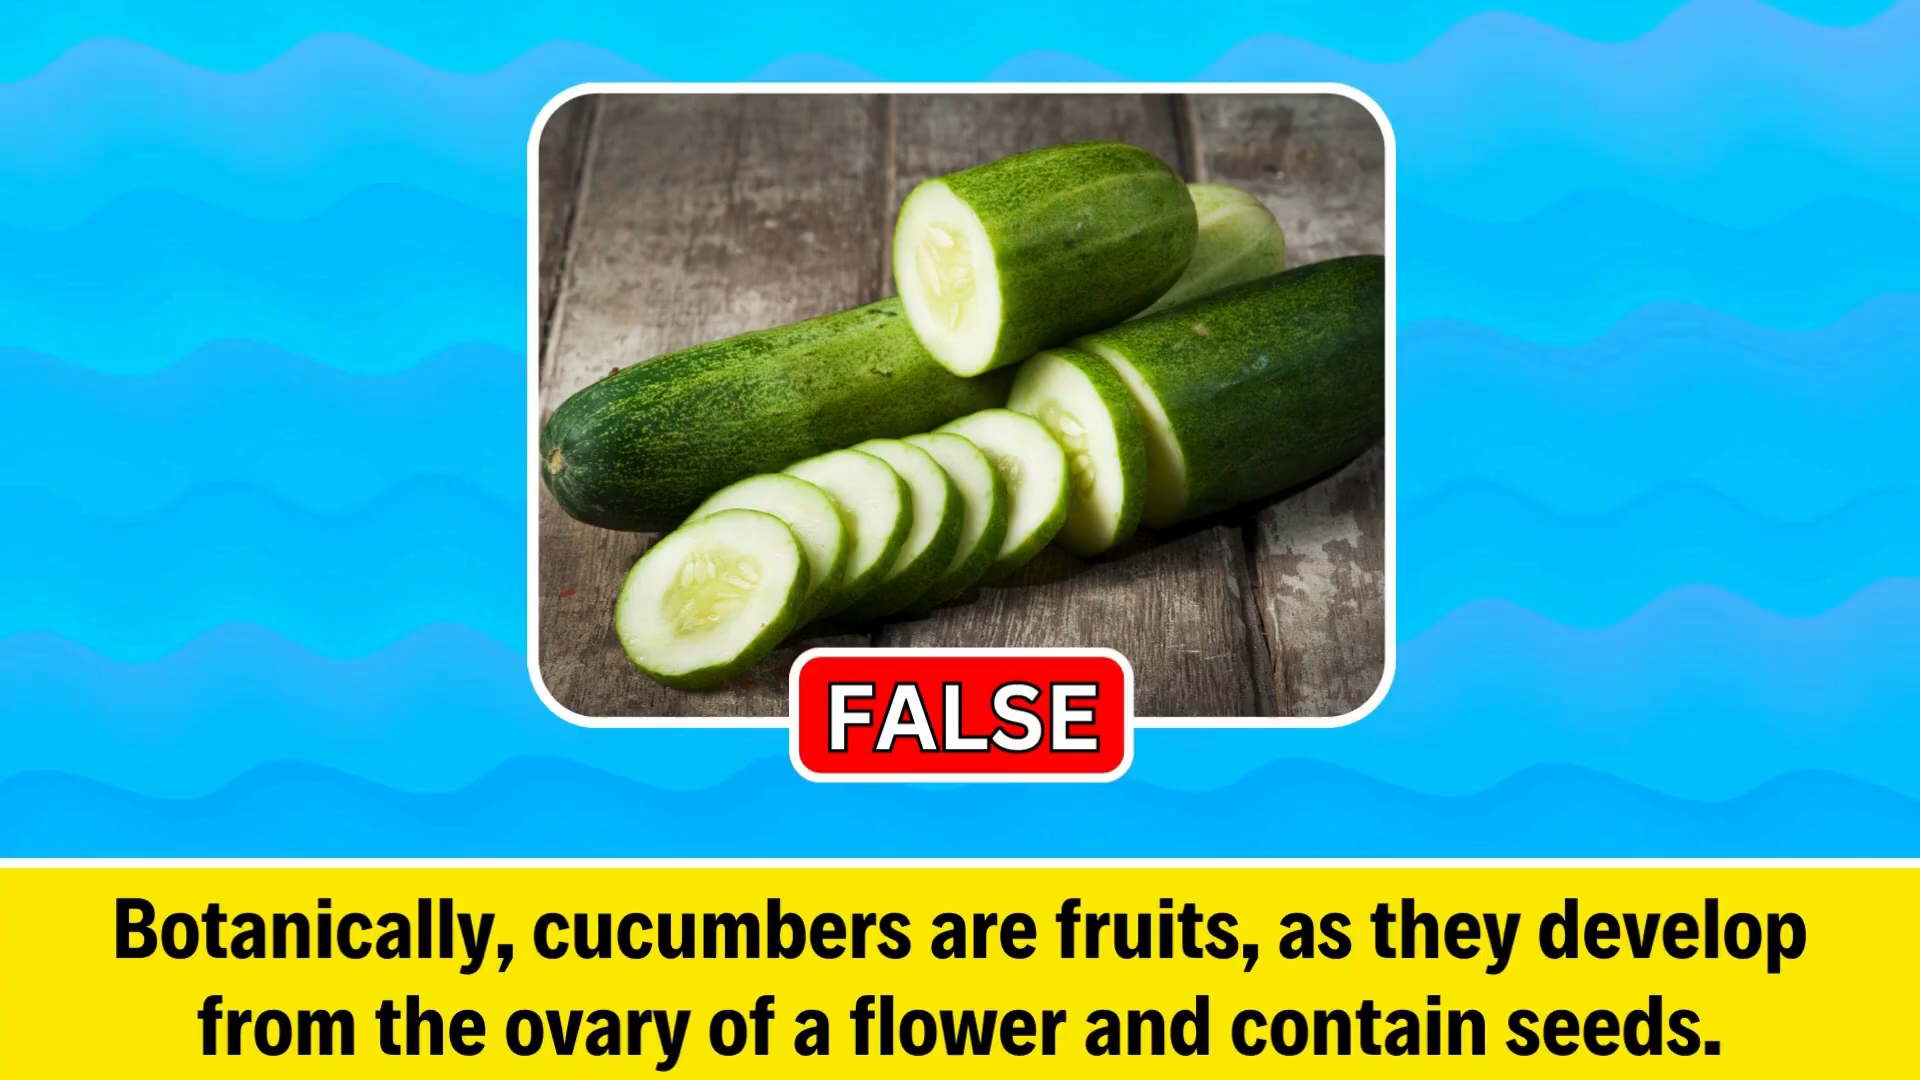 FALSE
Botanically, cucumbers are fruits, as they develop
from the ovary of a flower and contain seeds.